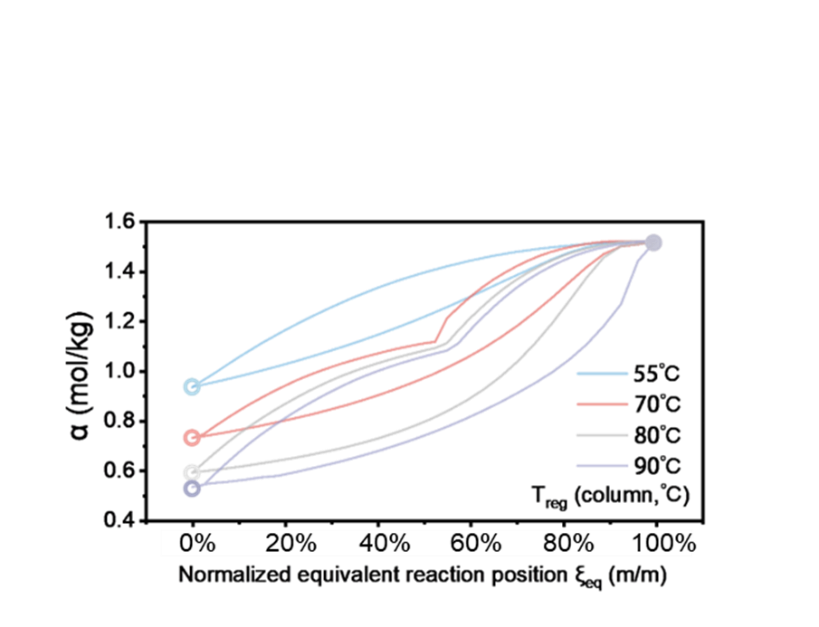 1.6
1.4
1.2
1.0
0.8
0.6
0.4
α (mol/kg)
55°C
70°C
80°C
90°C
Treg (column,°C)
0% 20% 40% 60% 80% 100%
Normalized equivalent reaction position ξeq (m/m)